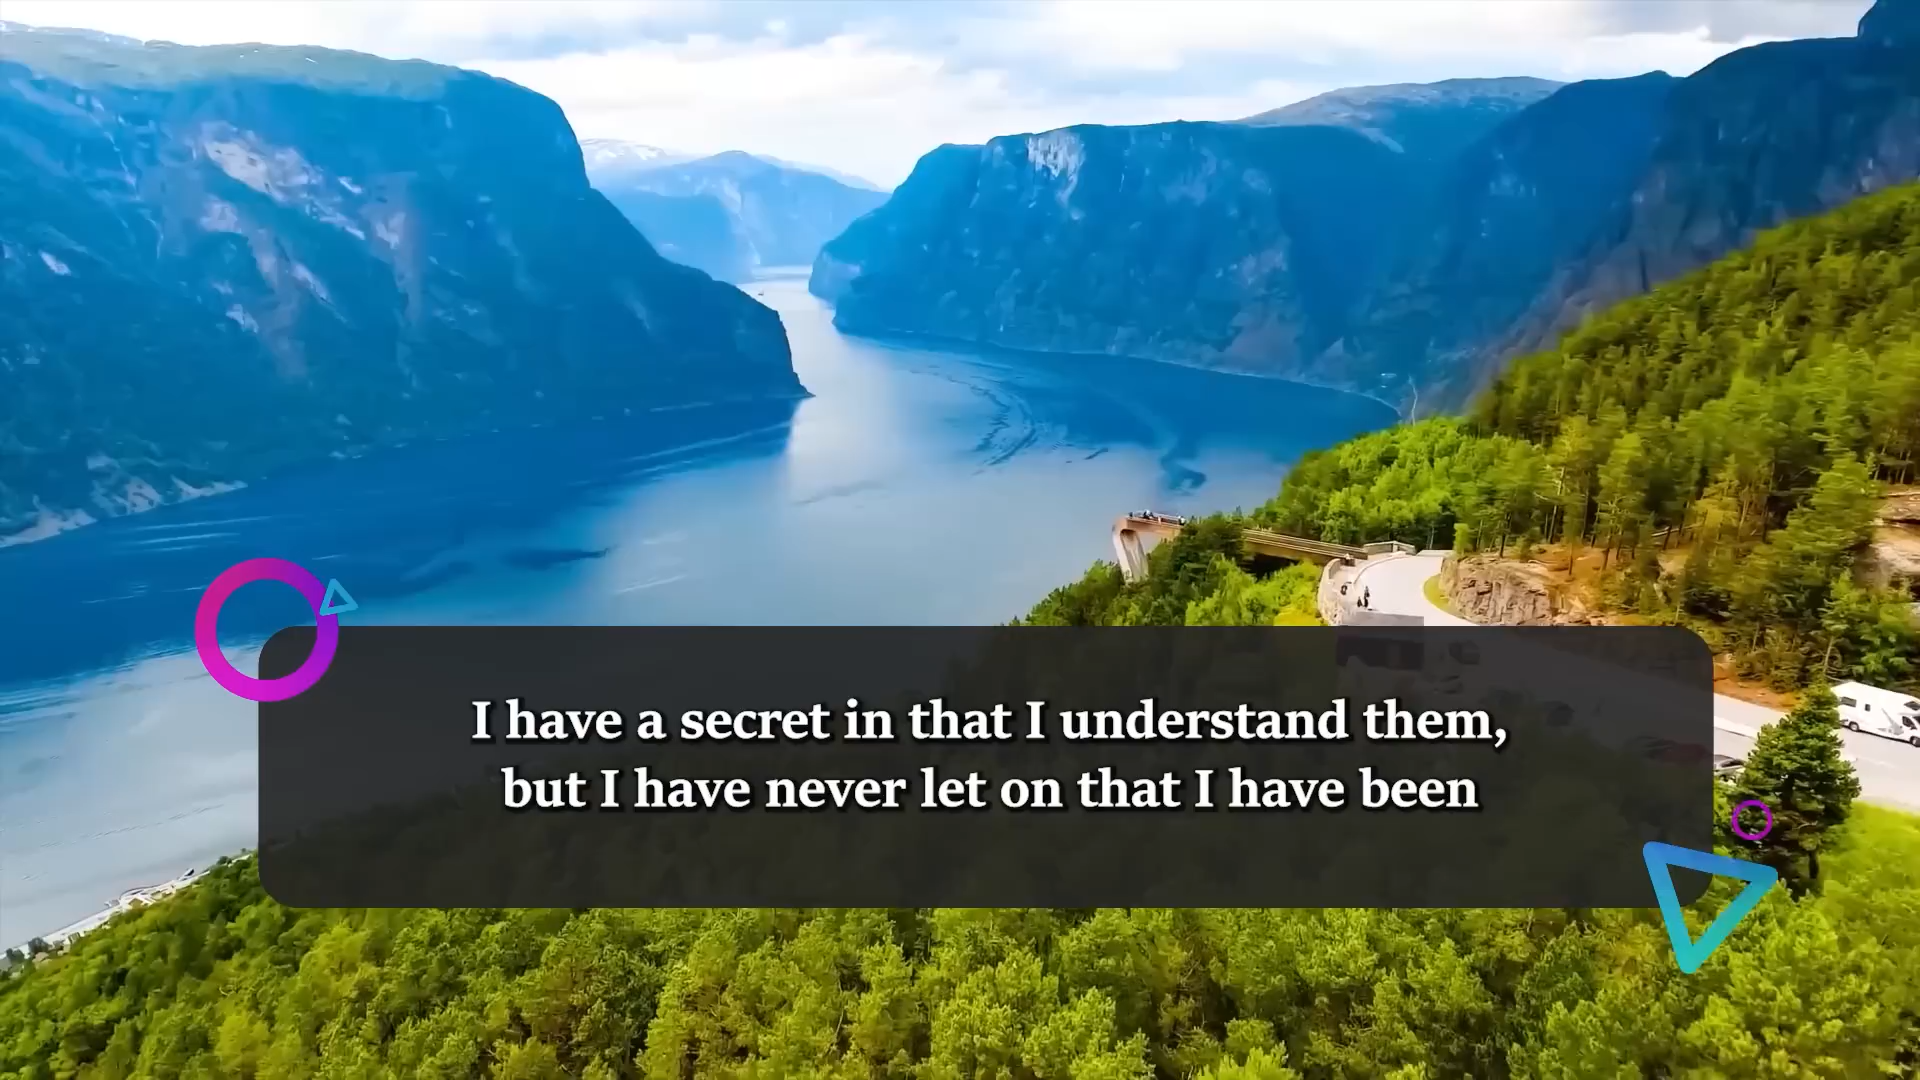 I have a secret in that I understand them,
but I have never let on that I have been